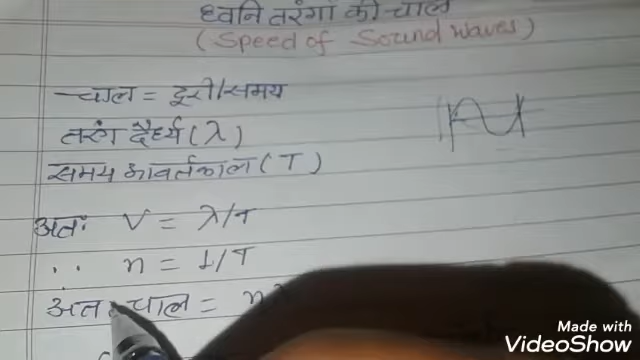 ध्वनि तरंगों की चाल
(Speed of Sound Waves)
चाल = दूरी/समय
तरंग दैर्ध्य (λ)
समय आवर्तकाल (T)
अतः V = λ/T
∵ n = 1/T
अतः चाल = n
Made with
VideoShow